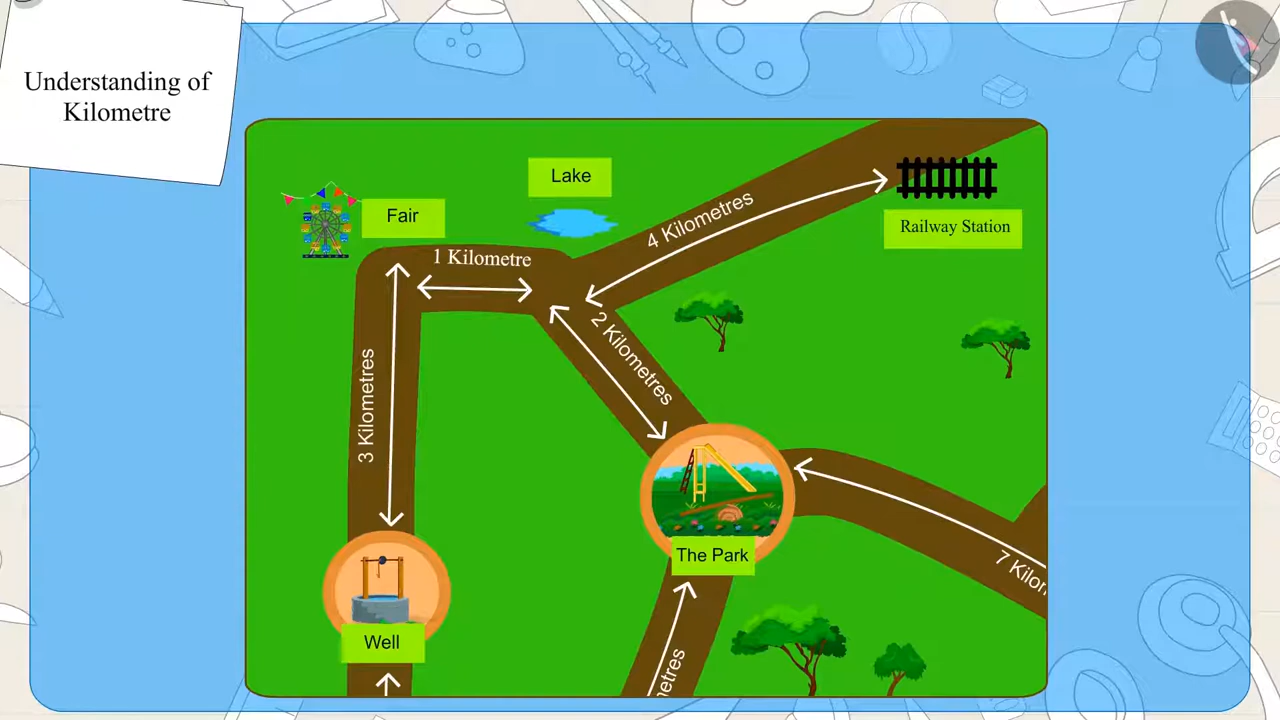 Understanding of
Kilometre
Lake
Fair
1 Kilometre
4 Kilometres
Railway Station
2 Kilometres
3 Kilometres
The Park
Well